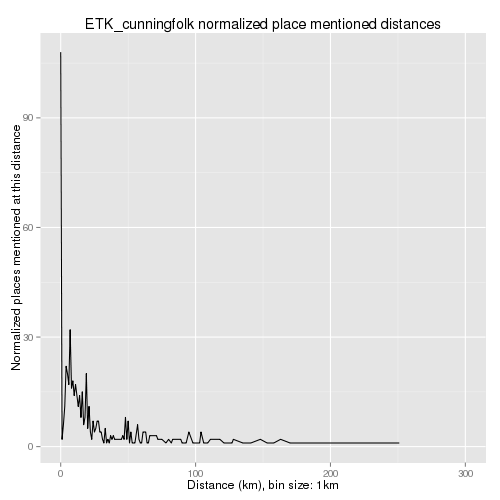 ETK_cunningfolk normalized place mentioned distances
Normalized places mentioned at this distance
90
60
30
0
0
100
200
300
Distance (km), bin size: 1km